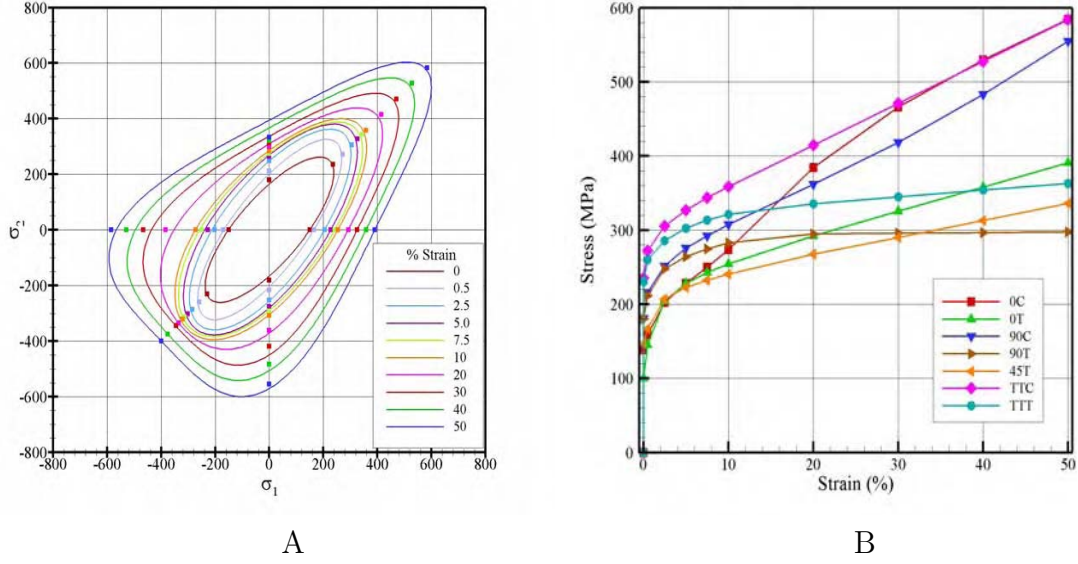 800
600
400
200
0
-200
-400
-600
-800
-800 -600 -400 -200 0 200 400 600 800
σ₂
σ₁
% Strain
0
0.5
2.5
5.0
7.5
10
20
30
40
50
A
600
500
400
300
200
100
0
0 10 20 30 40 50
Stress (MPa)
Strain (%)
0C
0T
90C
90T
45T
TTC
TTT
B